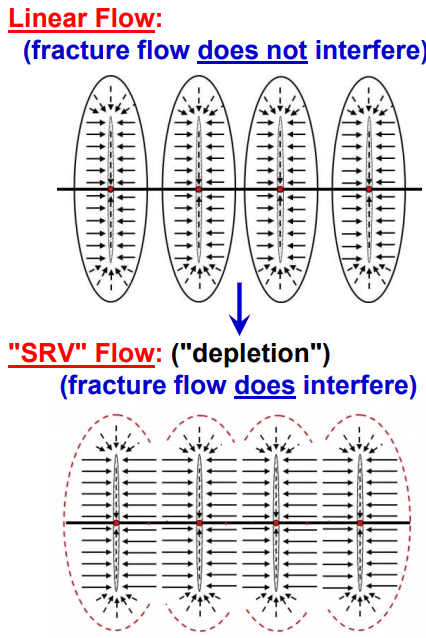 Linear Flow:
(fracture flow does not interfere)
"SRV" Flow: ("depletion")
(fracture flow does interfere)